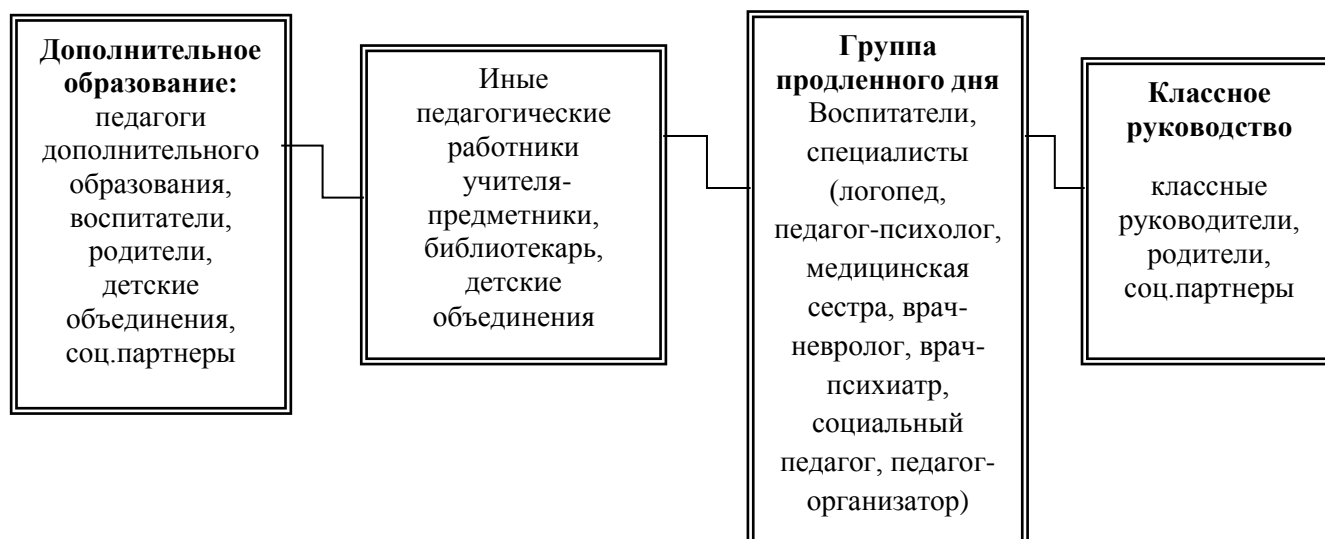 Дополнительное
образование:
педагоги
дополнительного
образования,
воспитатели,
родители,
детские
объединения,
соц.партнеры
Иные
педагогические
работники
учителя-
предметники,
библиотекарь,
детские
объединения
Группа
продленного дня
Воспитатели,
специалисты
(логопед,
педагог-психолог,
медицинская
сестра, врач-
невролог, врач-
психиатр,
социальный
педагог, педагог-
организатор)
Классное
руководство
классные
руководители,
родители,
соц.партнеры